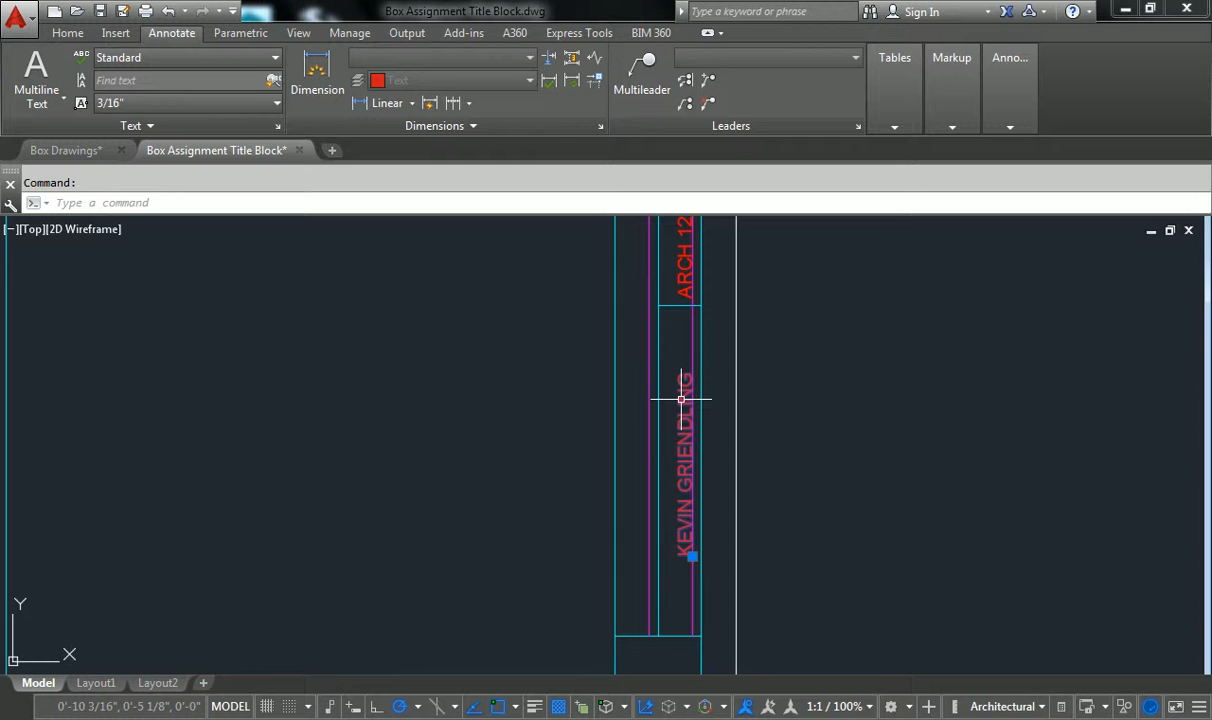 Box Assignment Title Block.dwg
Type a keyword or phrase
Sign In
Home
Insert
Annotate
Parametric
View
Manage
Output
Add-ins
A360
Express Tools
BIM 360
Multiline
Text
ABC
Standard
Find text
A
3/16"
Text
Dimension
Text
Linear
Dimensions
Multileader
Leaders
Tables
Markup
Anno...
Box Drawings*
Box Assignment Title Block*
Command:
Type a command
[−][Top][2D Wireframe]
ARCH 12
KEVIN GRIENDLING
Y
X
Model
Layout1
Layout2
0'-10 3/16", 0'-5 1/8", 0'-0"
MODEL
1:1 / 100%
Architectural